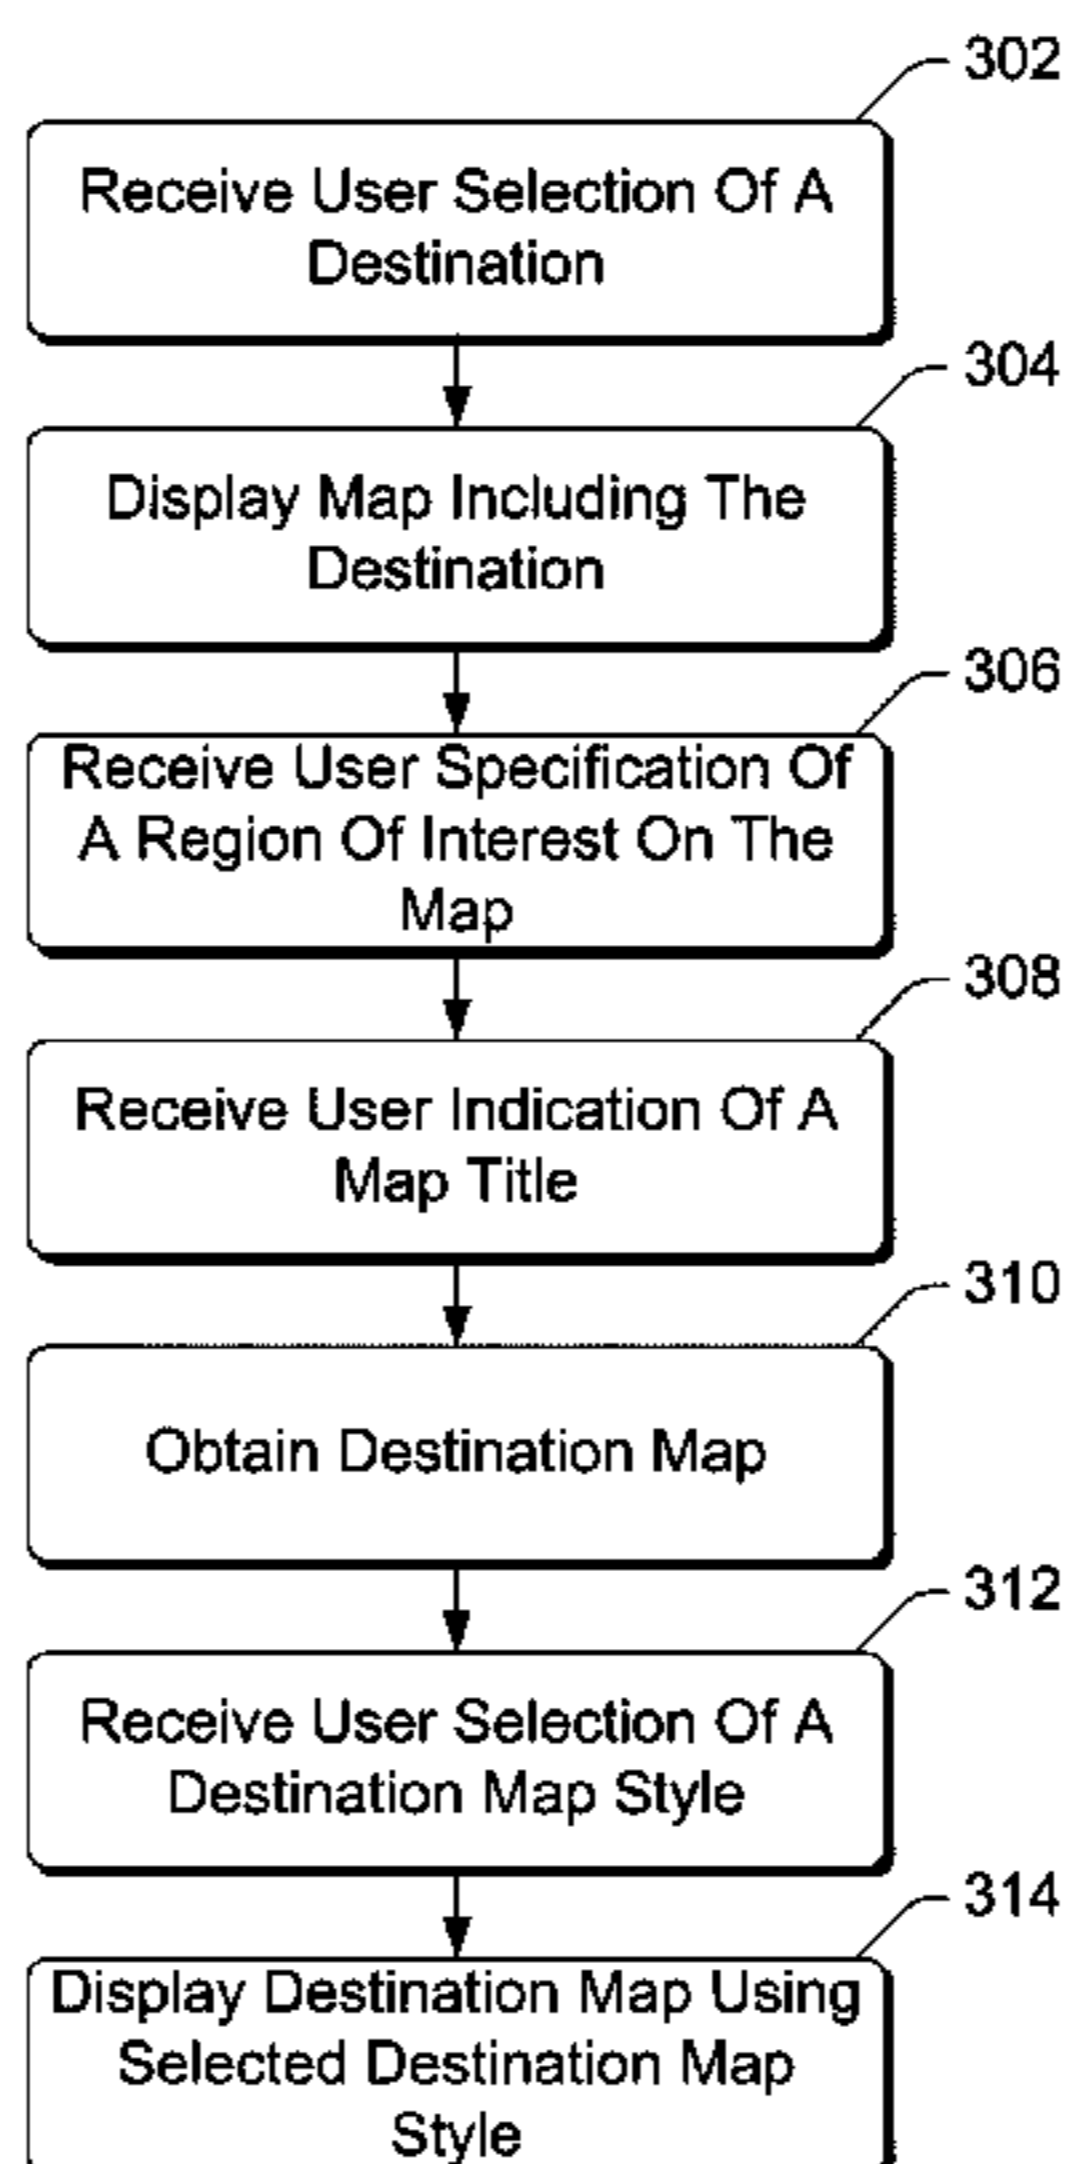 302
Receive User Selection Of A
Destination
304
Display Map Including The
Destination
306
Receive User Specification Of
A Region Of Interest On The
Map
308
Receive User Indication Of A
Map Title
310
Obtain Destination Map
312
Receive User Selection Of A
Destination Map Style
314
Display Destination Map Using
Selected Destination Map
Style